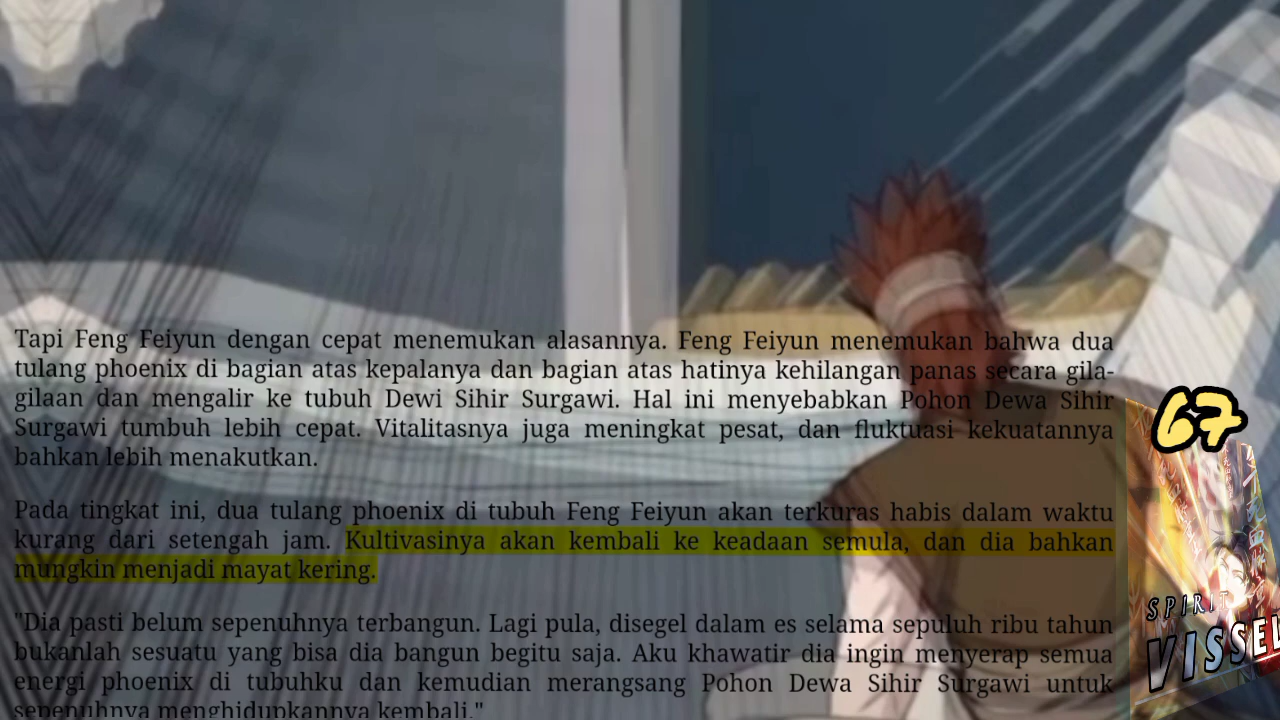 Tapi Feng Feiyun dengan cepat menemukan alasannya. Feng Feiyun menemukan bahwa dua
tulang phoenix di bagian atas kepalanya dan bagian atas hatinya kehilangan panas secara gila-
gilaan dan mengalir ke tubuh Dewi Sihir Surgawi. Hal ini menyebabkan Pohon Dewa Sihir
Surgawi tumbuh lebih cepat. Vitalitasnya juga meningkat pesat, dan fluktuasi kekuatannya
bahkan lebih menakutkan.
Pada tingkat ini, dua tulang phoenix di tubuh Feng Feiyun akan terkuras habis dalam waktu
kurang dari setengah jam. Kultivasinya akan kembali ke keadaan semula, dan dia bahkan
mungkin menjadi mayat kering.
"Dia pasti belum sepenuhnya terbangun. Lagi pula, disegel dalam es selama sepuluh ribu tahun
bukanlah sesuatu yang bisa dia bangun begitu saja. Aku khawatir dia ingin menyerap semua
energi phoenix di tubuhku dan kemudian merangsang Pohon Dewa Sihir Surgawi untuk
sepenuhnya menghidupkannya kembali."
67
SPIRIT
VISSEL